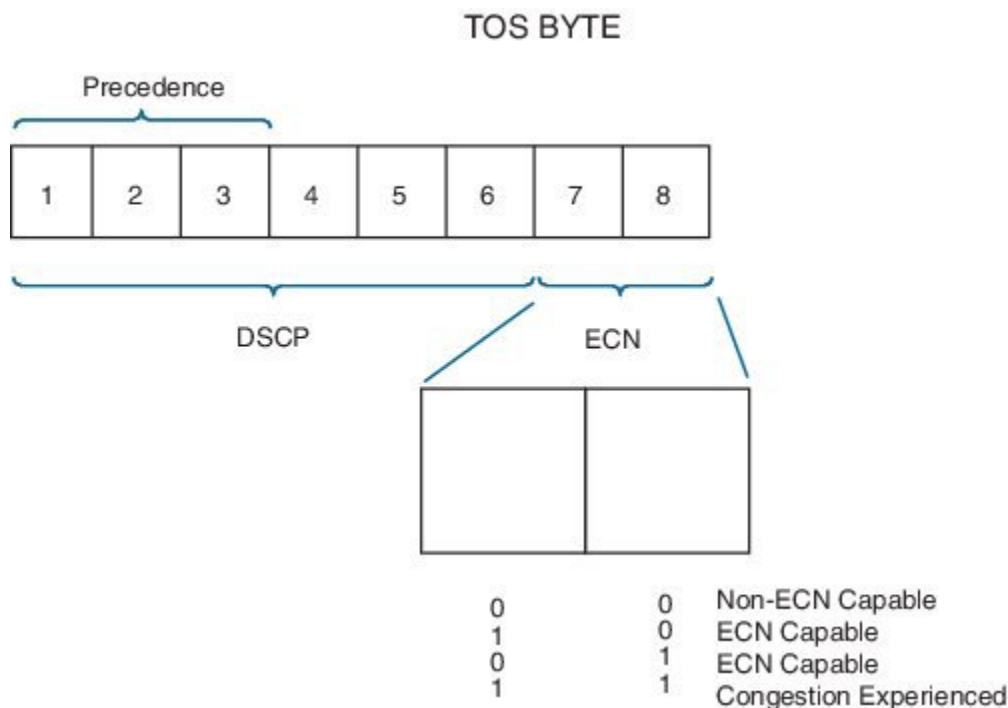 TOS BYTE
Precedence
1 2 3 4 5 6 7 8
DSCP ECN
0 0 Non-ECN Capable
1 0 ECN Capable
0 1 ECN Capable
1 1 Congestion Experienced